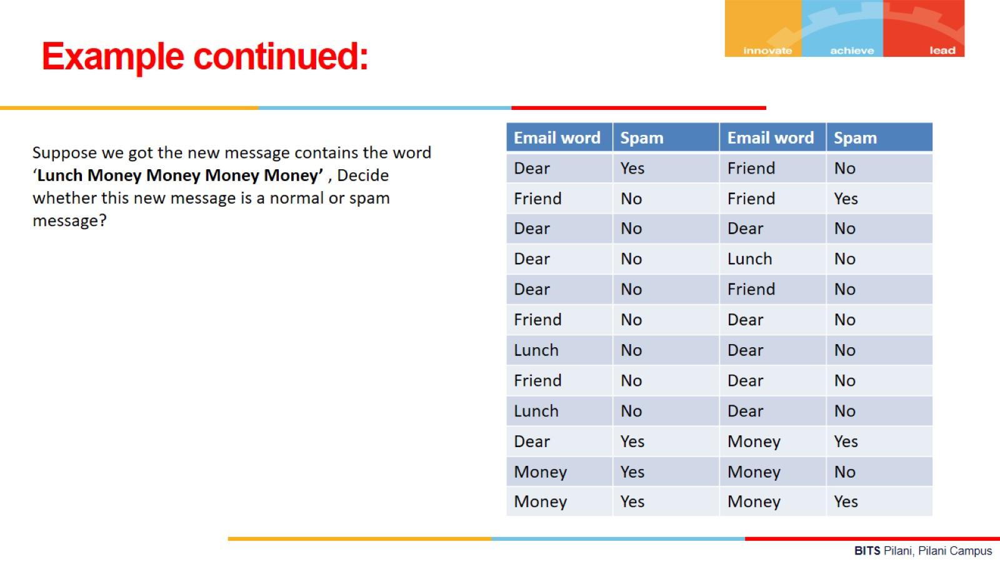 innovate achieve lead
Example continued:
Suppose we got the new message contains the word
‘Lunch Money Money Money Money’ , Decide
whether this new message is a normal or spam
message?
Email word Spam Email word Spam
Dear Yes Friend No
Friend No Friend Yes
Dear No Dear No
Dear No Lunch No
Dear No Friend No
Friend No Dear No
Lunch No Dear No
Friend No Dear No
Lunch No Dear No
Dear Yes Money Yes
Money Yes Money No
Money Yes Money Yes
BITS Pilani, Pilani Campus